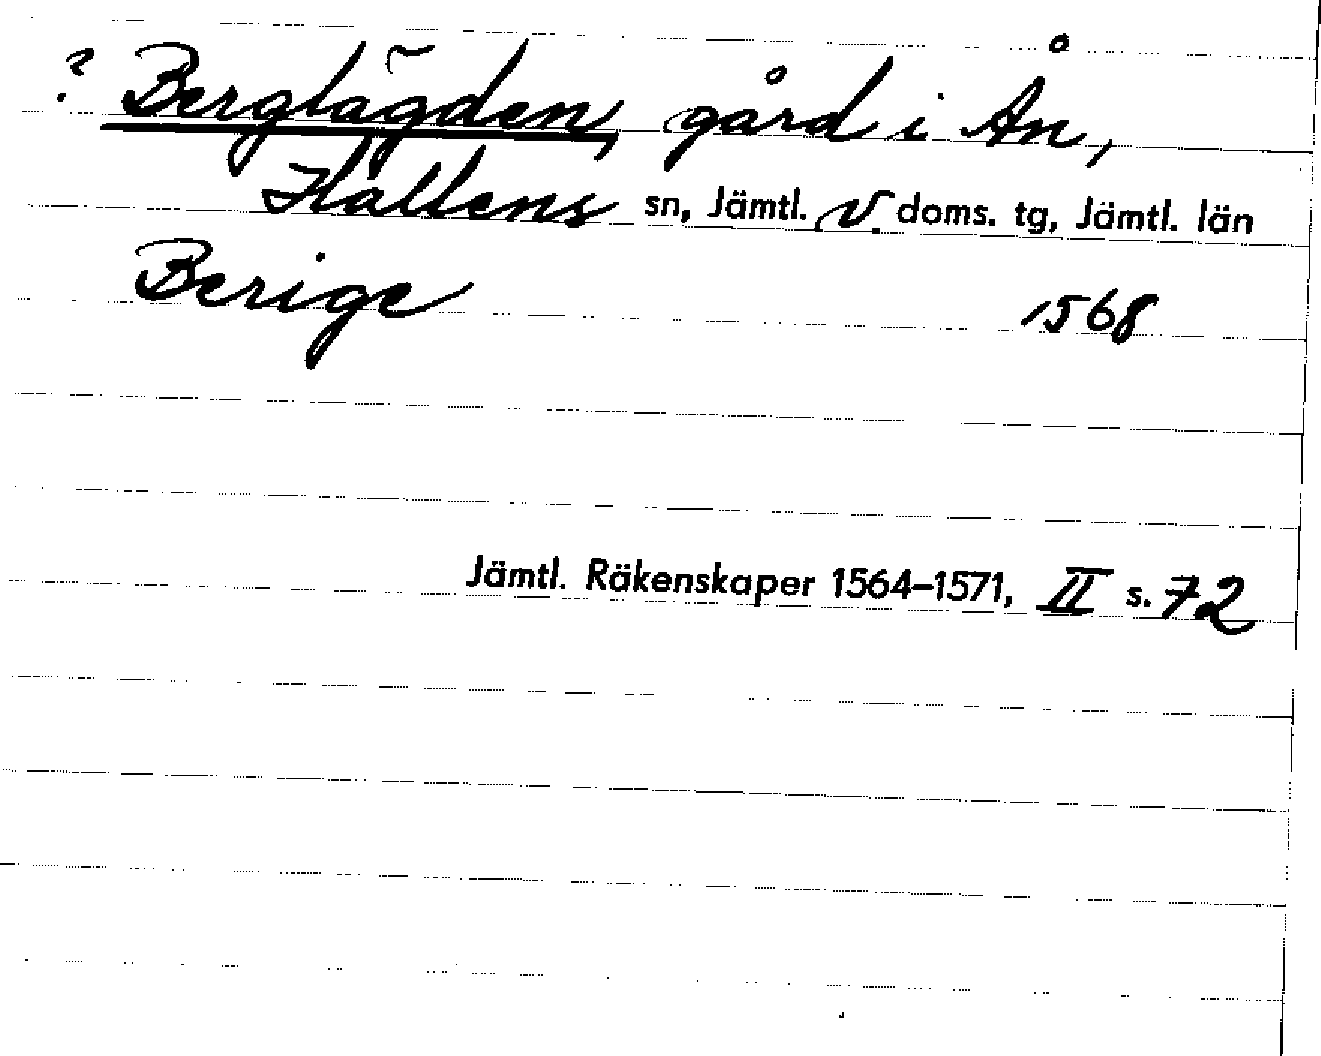 ? Berglägden, gård i Ån,
Hallens sn, Jämtl. v. doms. tg, Jämtl. län
Berige 1568
Jämtl. Räkenskaper 1564–1571, II s. 72